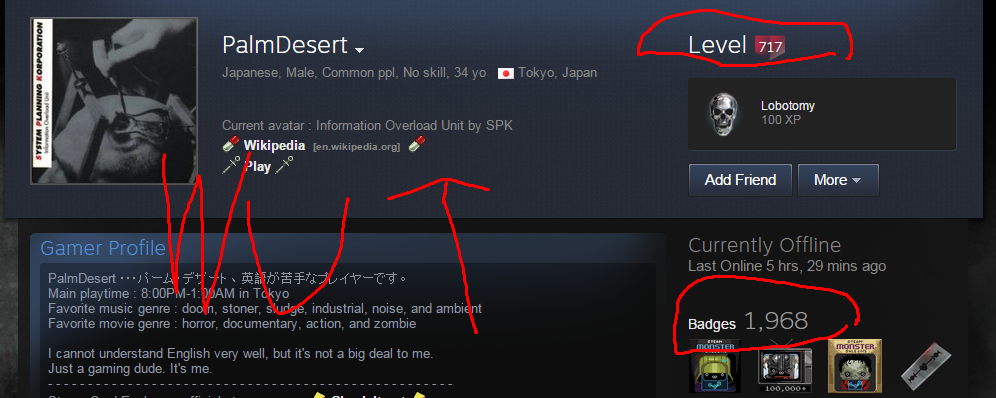 SYSTEM PLANNING KORPORATION
Information Overload Unit
PalmDesert
Japanese, Male, Common ppl, No skill, 34 yo Tokyo, Japan
Current avatar : Information Overload Unit by SPK
Wikipedia [en.wikipedia.org]
Play
Level 717
Lobotomy
100 XP
Add Friend
More
WUT
Gamer Profile
PalmDesert ･･･パーム･デザート、英語が苦手なプレイヤーです。
Main playtime : 8:00PM-1:00AM in Tokyo
Favorite music genre : doom, stoner, sludge, industrial, noise, and ambient
Favorite movie genre : horror, documentary, action, and zombie
I cannot understand English very well, but it's not a big deal to me.
Just a gaming dude. It's me.
- - - - - - - - - - - - - - - - - - - - - - - - - - - - - - - - - - - - - - - - - - - - - - - - - -
Currently Offline
Last Online 5 hrs, 29 mins ago
Badges 1,968
STEAM MONSTER
100,000+
STEAM MONSTER